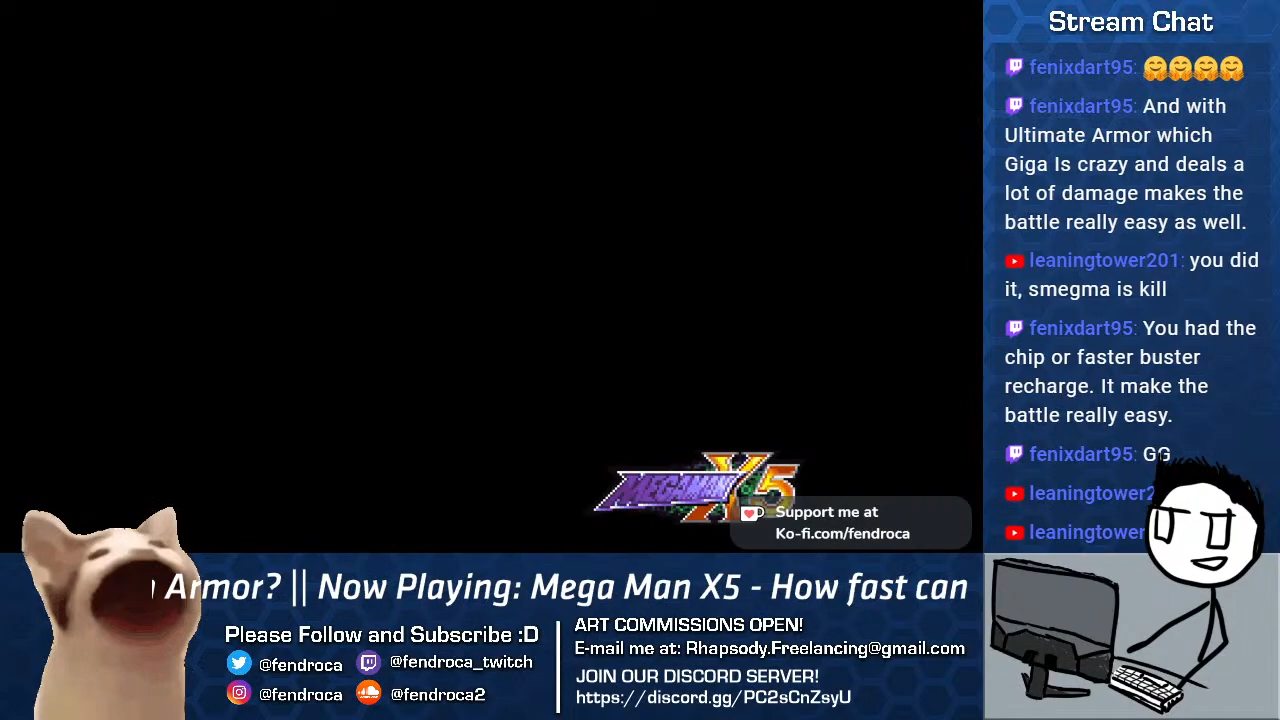 Stream Chat
fenixdart95: 🤗🤗🤗🤗
fenixdart95: And with
Ultimate Armor which
Giga Is crazy and deals a
lot of damage makes the
battle really easy as well.
leaningtower201: you did
it, smegma is kill
fenixdart95: You had the
chip or faster buster
recharge. It make the
battle really easy.
fenixdart95: GG
leaningtower2
leaningtower
MEGAMAN X5
Support me at
Ko-fi.com/fendroca
Armor? || Now Playing: Mega Man X5 - How fast can
Please Follow and Subscribe :D
@fendroca
@fendroca_twitch
@fendroca
@fendroca2
ART COMMISSIONS OPEN!
E-mail me at: Rhapsody.Freelancing@gmail.com
JOIN OUR DISCORD SERVER!
https://discord.gg/PC2sCnZsyU